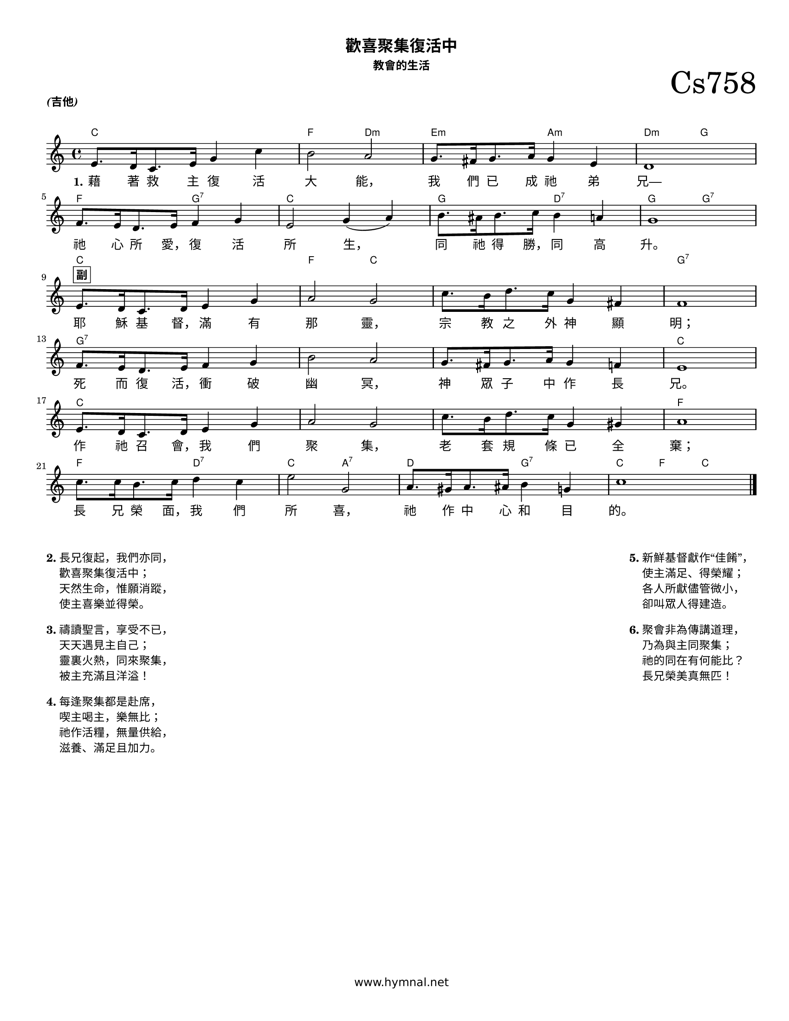 歡喜聚集復活中
教會的生活
Cs758
(吉他)
C F Dm Em Am Dm G
1. 藉 著 救 主 復 活 大 能， 我 們 已 成 祂 弟 兄—
5 F G G7 C G D7 G G7
祂 心 所 愛，復 活 所 生， 同 祂 得 勝，同 高 升。
C F C G7
9 副
耶 穌 基 督，滿 有 那 靈， 宗 教 之 外 神 顯 明；
13 G7 C
死 而 復 活，衝 破 幽 冥， 神 眾 子 中 作 長 兄。
17 C F
作 祂 召 會，我 們 聚 集， 老 套 規 條 已 全 棄；
21 F D7 C A7 D G7 C F C
長 兄 榮 面，我 們 所 喜， 祂 作 中 心 和 目 的。
2. 長兄復起，我們亦同，
歡喜聚集復活中；
天然生命，惟願消蹤，
使主喜樂並得榮。
3. 禱讀聖言，享受不已，
天天遇見主自己；
靈裏火熱，同來聚集，
被主充滿且洋溢！
4. 每逢聚集都是赴席，
喫主喝主，樂無比；
祂作活糧，無量供給，
滋養、滿足且加力。
5. 新鮮基督獻作“佳餚”，
使主滿足、得榮耀；
各人所獻儘管微小，
卻叫眾人得建造。
6. 聚會非為傳講道理，
乃為與主同聚集；
祂的同在有何能比？
長兄榮美真無匹！
www.hymnal.net